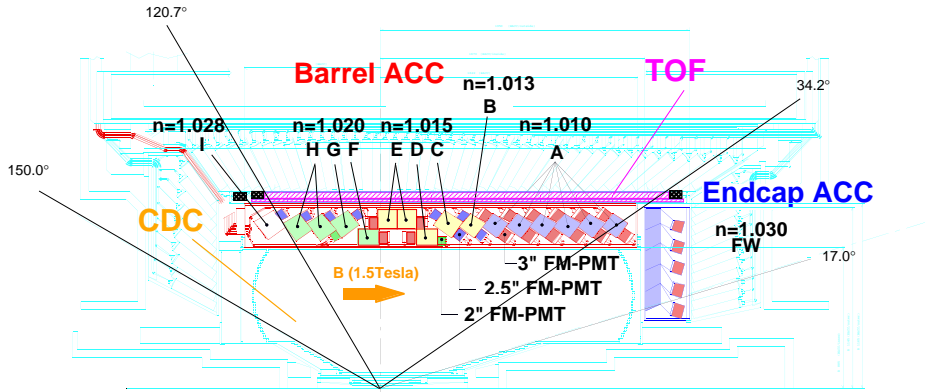 120.7°
Barrel ACC
TOF
n=1.013
B
34.2°
n=1.028
I
n=1.020
H G F
n=1.015
E D C
n=1.010
A
150.0°
CDC
Endcap ACC
n=1.030
FW
17.0°
B (1.5Tesla)
3" FM-PMT
2.5" FM-PMT
2" FM-PMT